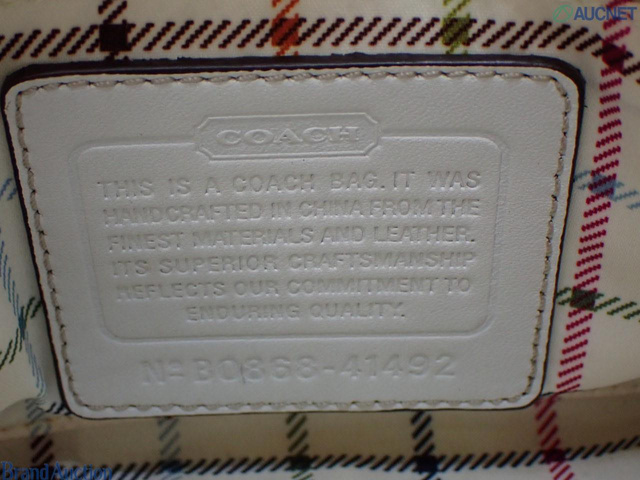 AUCNET
COACH
THIS IS A COACH BAG. IT WAS
HANDCRAFTED IN CHINA FROM THE
FINEST MATERIALS AND LEATHER.
ITS SUPERIOR CRAFTSMANSHIP
REFLECTS OUR COMMITMENT TO
ENDURING QUALITY.
Nº BO868-41492
Brand Auction